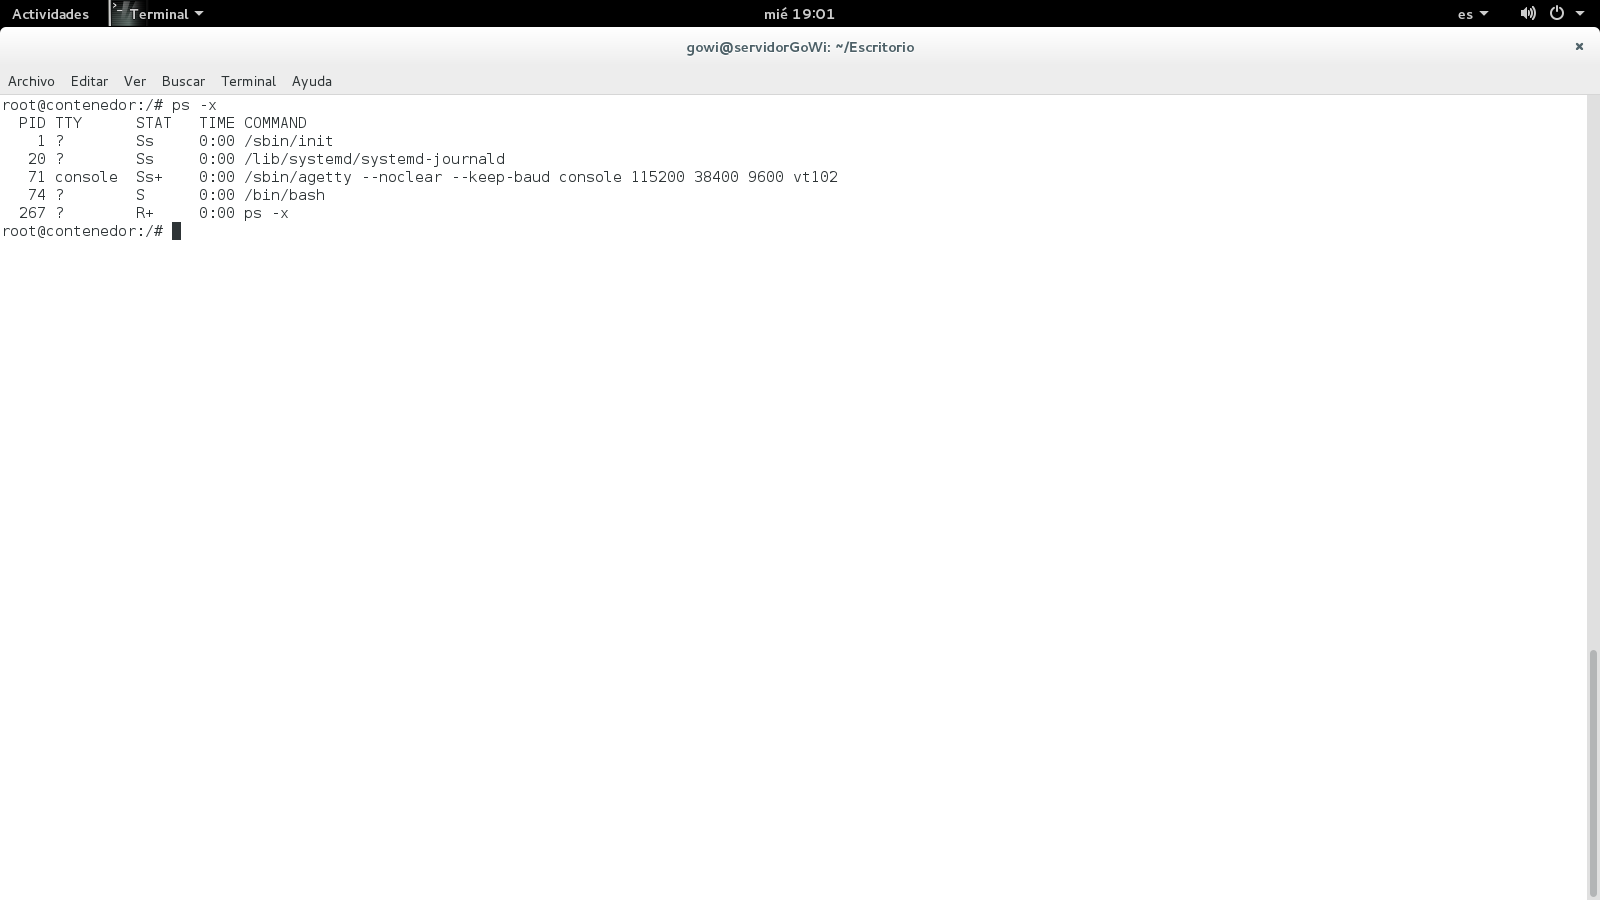 Actividades Terminal mié 19:01 es
gowi@servidorGoWi: ~/Escritorio ×
Archivo Editar Ver Buscar Terminal Ayuda
root@contenedor:/# ps -x
  PID TTY      STAT   TIME COMMAND
    1 ?        Ss     0:00 /sbin/init
   20 ?        Ss     0:00 /lib/systemd/systemd-journald
   71 console  Ss+    0:00 /sbin/agetty --noclear --keep-baud console 115200 38400 9600 vt102
   74 ?        S      0:00 /bin/bash
  267 ?        R+     0:00 ps -x
root@contenedor:/#